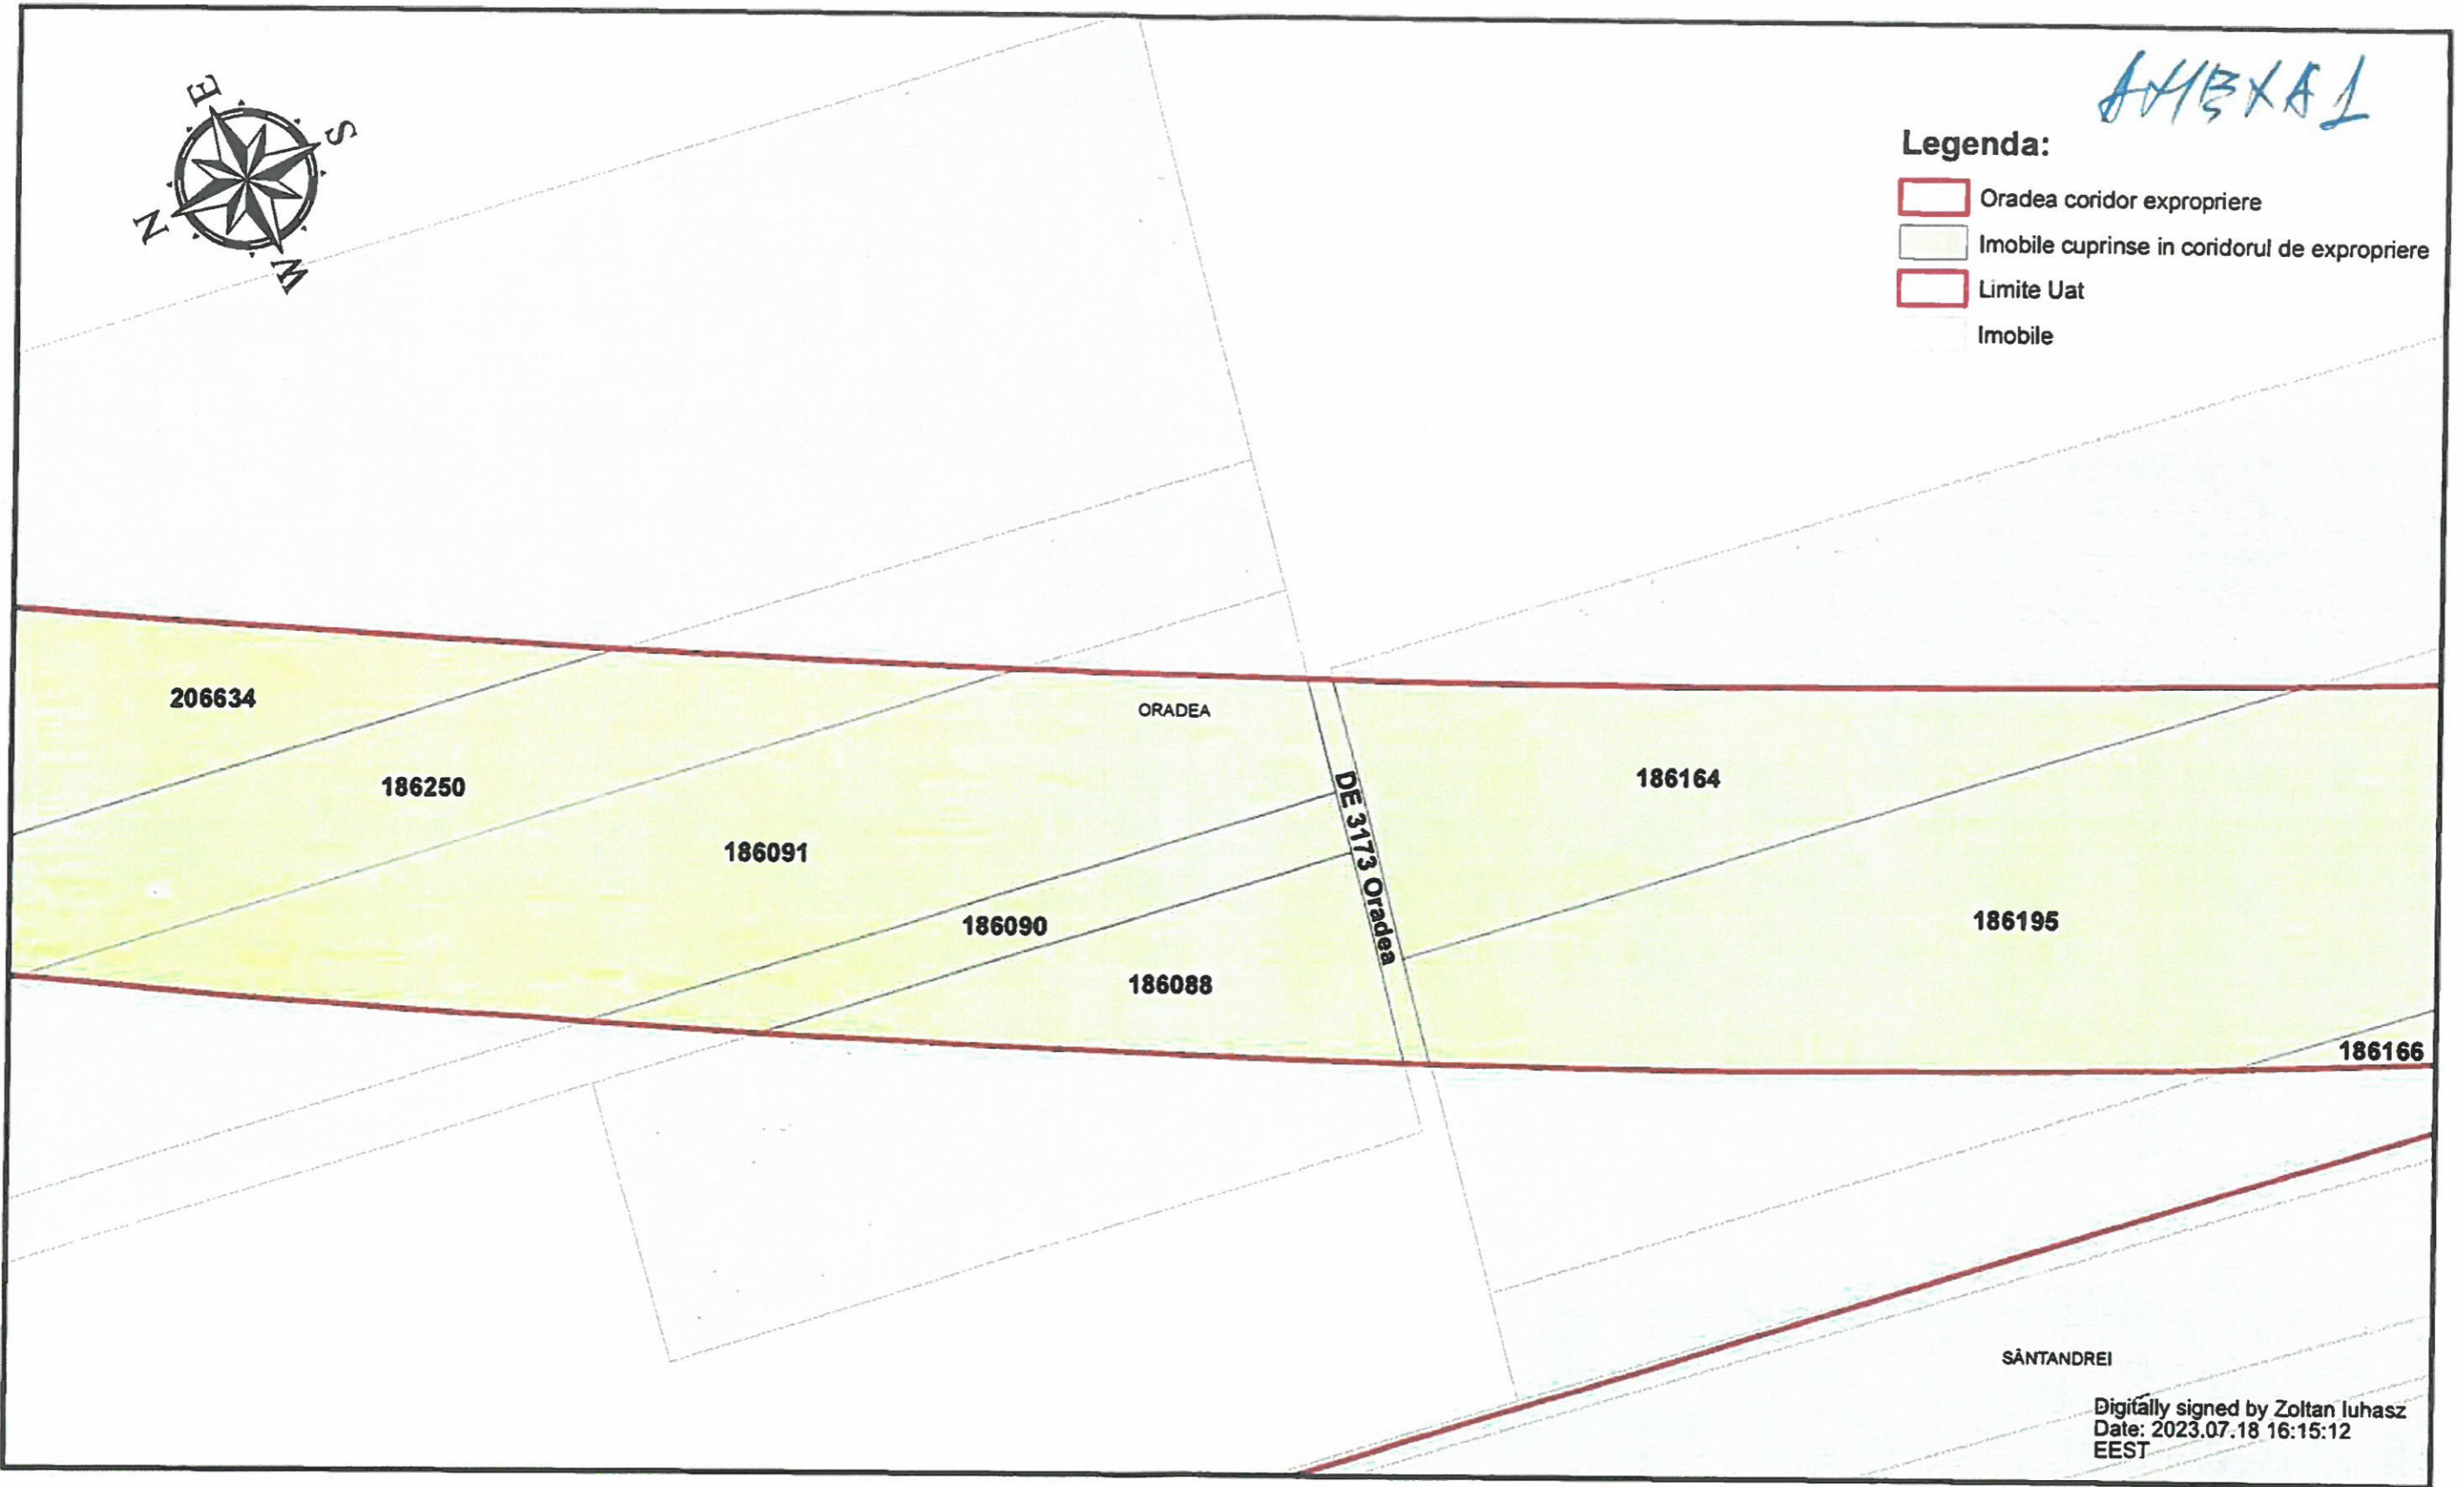 ANEXA 1
E
S
N
W
Legenda:
Oradea coridor expropriere
Imobile cuprinse in coridorul de expropriere
Limite Uat
Imobile
206634
186250
186091
ORADEA
186090
186088
DE 3173 Oradea
186164
186195
186166
SÂNTANDREI
Digitally signed by Zoltan Iuhasz
Date: 2023.07.18 16:15:12
EEST